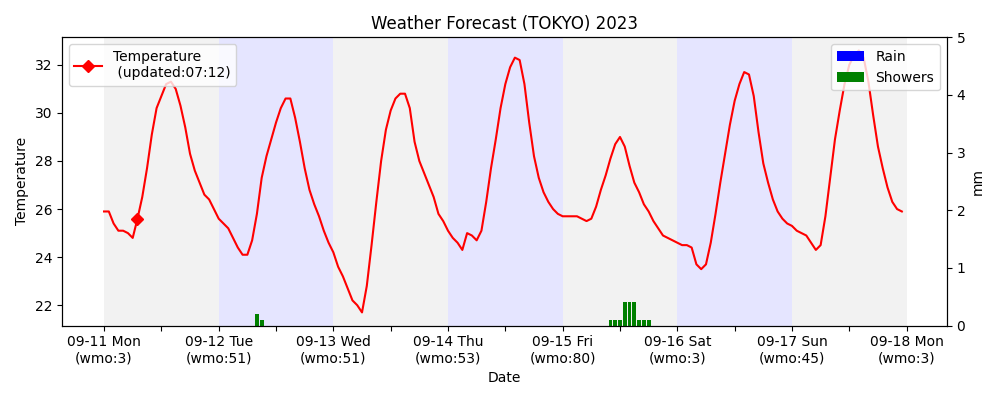 Weather Forecast (TOKYO) 2023
Temperature
(updated:07:12)
Rain
Showers
Temperature
32
30
28
26
24
22
5
4
3
2
1
0
mm
09-11 Mon
(wmo:3)
09-12 Tue
(wmo:51)
09-13 Wed
(wmo:51)
09-14 Thu
(wmo:53)
09-15 Fri
(wmo:80)
09-16 Sat
(wmo:3)
09-17 Sun
(wmo:45)
09-18 Mon
(wmo:3)
Date